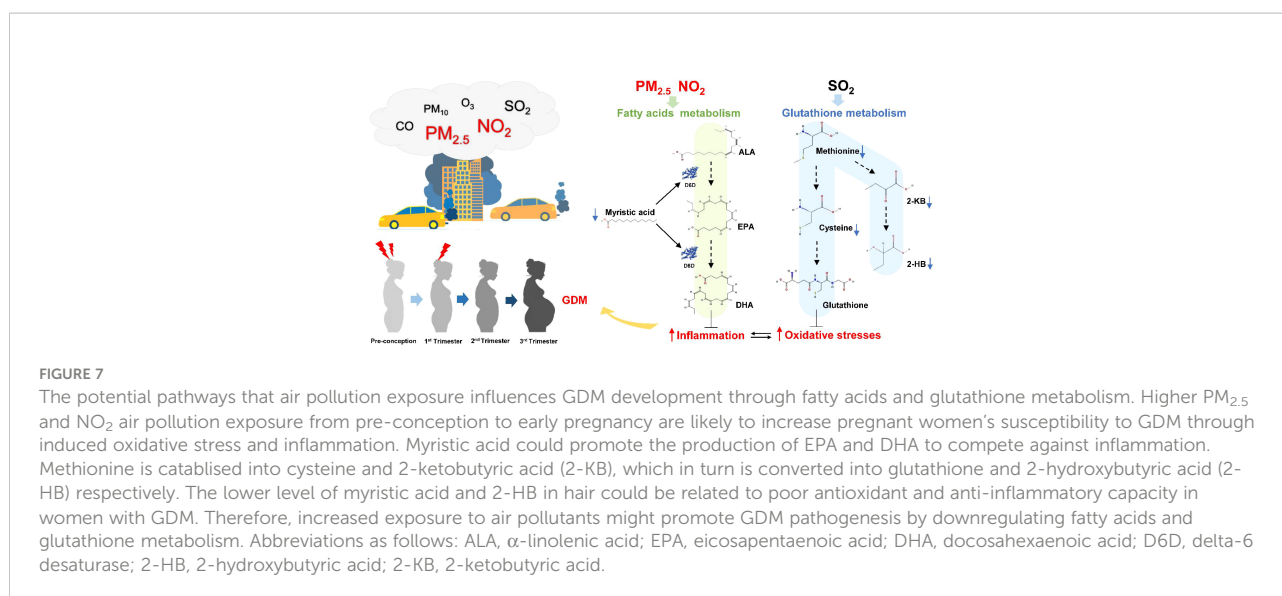 PM2.5 NO2
SO2
Fatty acids metabolism
Glutathione metabolism
PM10
O3
SO2
CO
PM2.5
NO2
ALA
Methionine
D6D
2-KB
Myristic acid
EPA
Cysteine
2-HB
D6D
DHA
Glutathione
GDM
Inflammation
Oxidative stresses
Pre-conception
1st Trimester
2nd Trimester
3rd Trimester
FIGURE 7
The potential pathways that air pollution exposure influences GDM development through fatty acids and glutathione metabolism. Higher PM2.5
and NO2 air pollution exposure from pre-conception to early pregnancy are likely to increase pregnant women's susceptibility to GDM through
induced oxidative stress and inflammation. Myristic acid could promote the production of EPA and DHA to compete against inflammation.
Methionine is catablised into cysteine and 2-ketobutyric acid (2-KB), which in turn is converted into glutathione and 2-hydroxybutyric acid (2-
HB) respectively. The lower level of myristic acid and 2-HB in hair could be related to poor antioxidant and anti-inflammatory capacity in
women with GDM. Therefore, increased exposure to air pollutants might promote GDM pathogenesis by downregulating fatty acids and
glutathione metabolism. Abbreviations as follows: ALA, α-linolenic acid; EPA, eicosapentaenoic acid; DHA, docosahexaenoic acid; D6D, delta-6
desaturase; 2-HB, 2-hydroxybutyric acid; 2-KB, 2-ketobutyric acid.